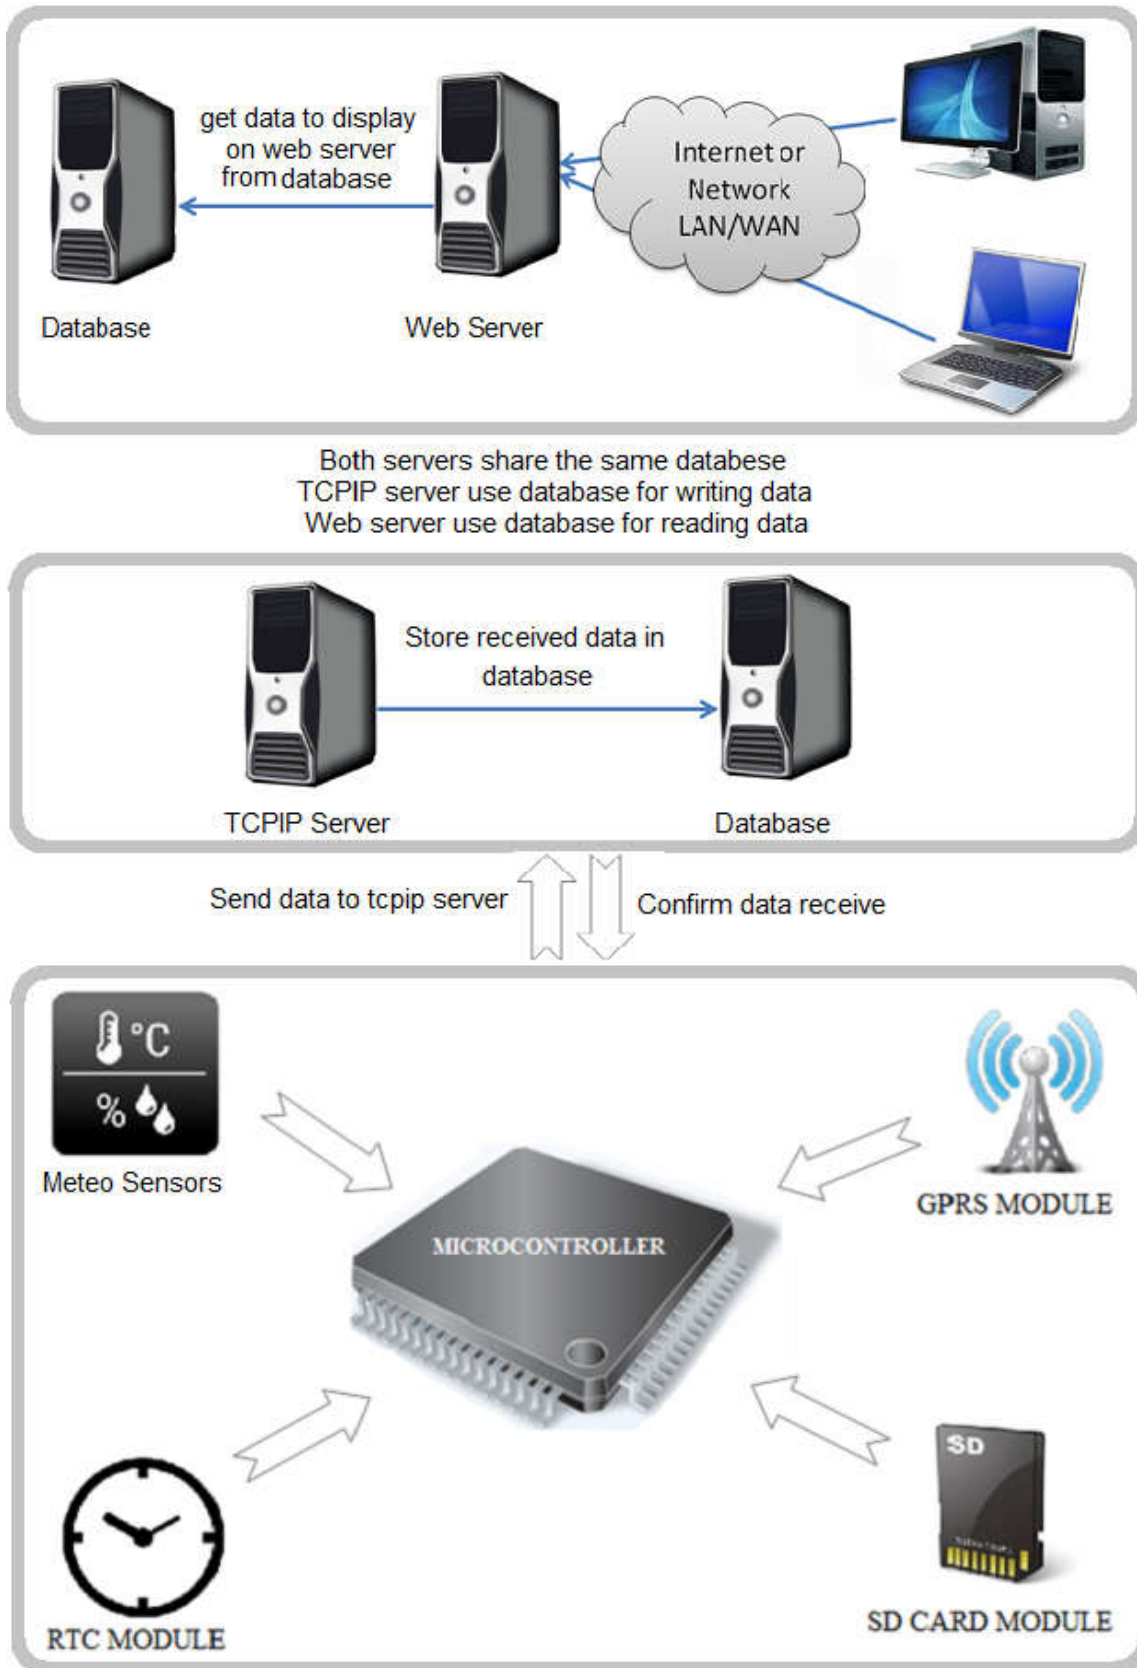 get data to display
on web server
from database
Internet or
Network
LAN/WAN
Database
Web Server
Both servers share the same databese
TCPIP server use database for writing data
Web server use database for reading data
Store received data in
database
TCPIP Server
Database
Send data to tcpip server
Confirm data receive
°C
%
Meteo Sensors
GPRS MODULE
MICROCONTROLLER
SD
RTC MODULE
SD CARD MODULE